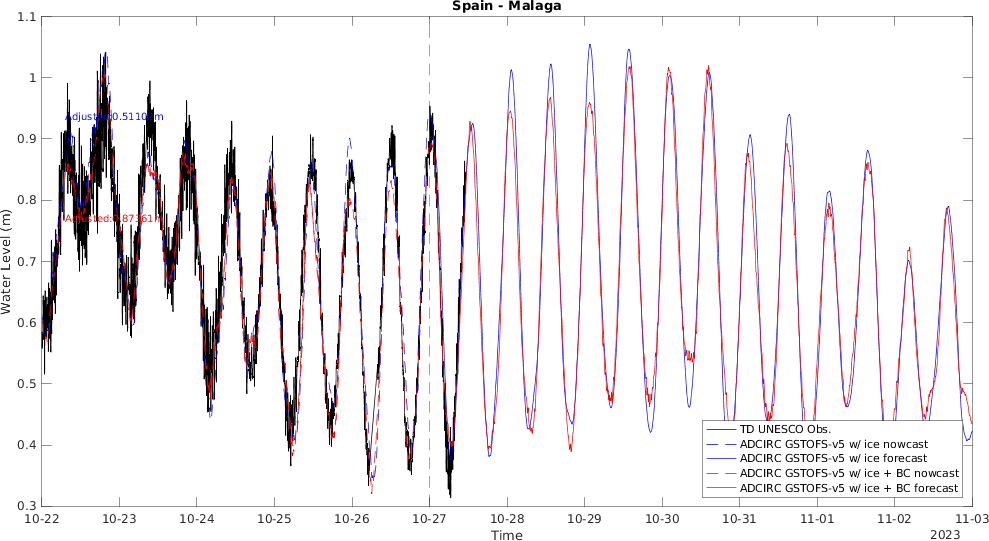 Spain - Malaga
1.1
1
0.9
0.8
0.7
0.6
0.5
0.4
0.3
Water Level (m)
Adjusted:0.51107m
10-22
10-23
10-24
10-25
10-26
10-27
10-28
10-29
10-30
10-31
11-01
11-02
11-03
Time
2023
TD UNESCO Obs.
ADCIRC GSTOFS-v5 w/ ice nowcast
ADCIRC GSTOFS-v5 w/ ice forecast
ADCIRC GSTOFS-v5 w/ ice + BC nowcast
ADCIRC GSTOFS-v5 w/ ice + BC forecast